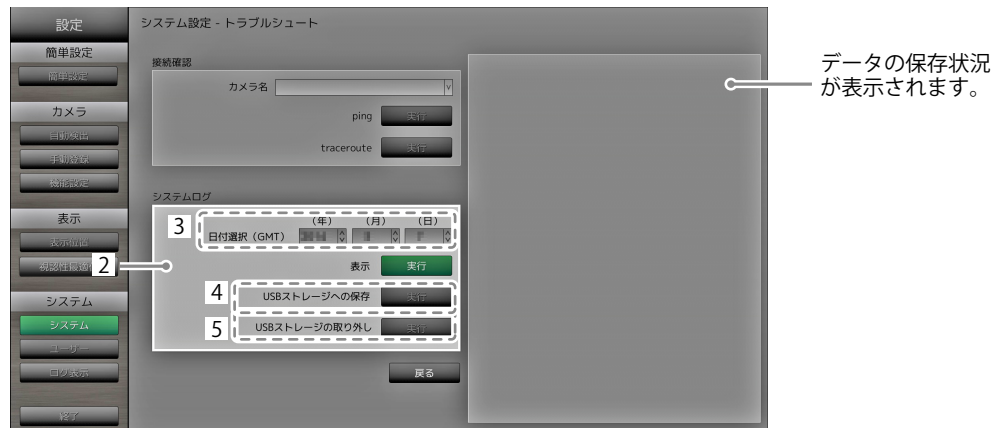 設定
システム設定 - トラブルシュート
簡単設定
簡単設定
カメラ
自動検出
手動登録
機能設定
表示
表示位置
システム
システム
ユーザー
ログ表示
終了
接続確認
カメラ名
ping 実行
traceroute 実行
システムログ
3
(年) (月) (日)
日付選択(GMT)
2
表示 実行
4
USBストレージへの保存 実行
5
USBストレージの取り外し 実行
戻る
データの保存状況
が表示されます。